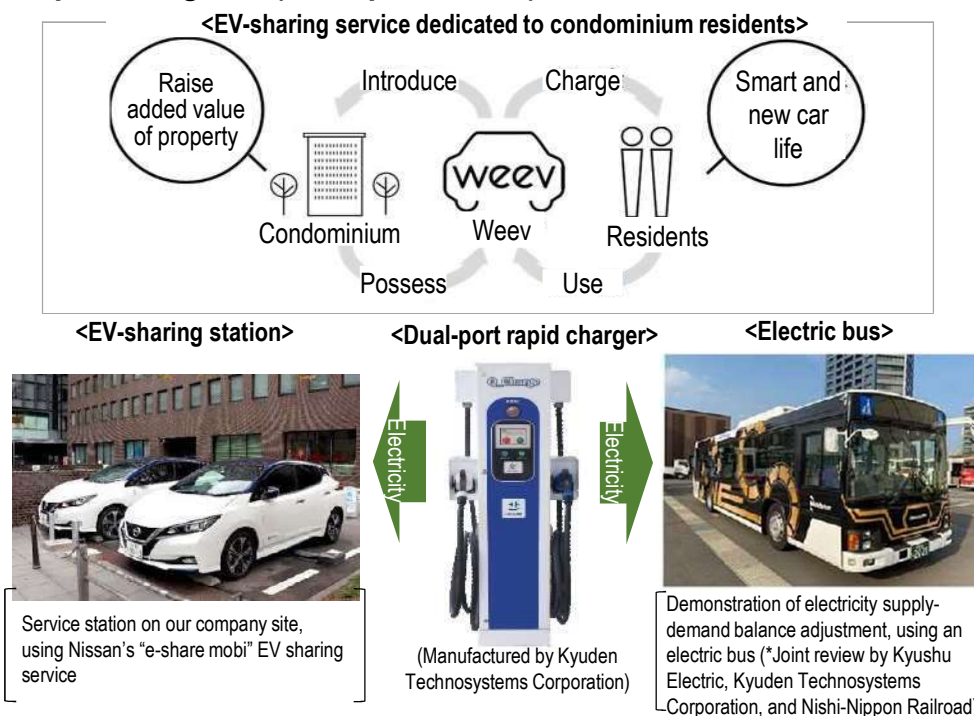 <EV-sharing service dedicated to condominium residents>
Raise
added value
of property
Introduce
Charge
Smart and
new car
life
weev
Condominium
Weev
Residents
Possess
Use
<EV-sharing station>
<Dual-port rapid charger>
<Electric bus>
Electricity
Electricity
Service station on our company site,
using Nissan’s “e-share mobi” EV sharing
service
(Manufactured by Kyuden
Technosystems Corporation)
Demonstration of electricity supply-
demand balance adjustment, using an
electric bus (*Joint review by Kyushu
Electric, Kyuden Technosystems
Corporation, and Nishi-Nippon Railroad